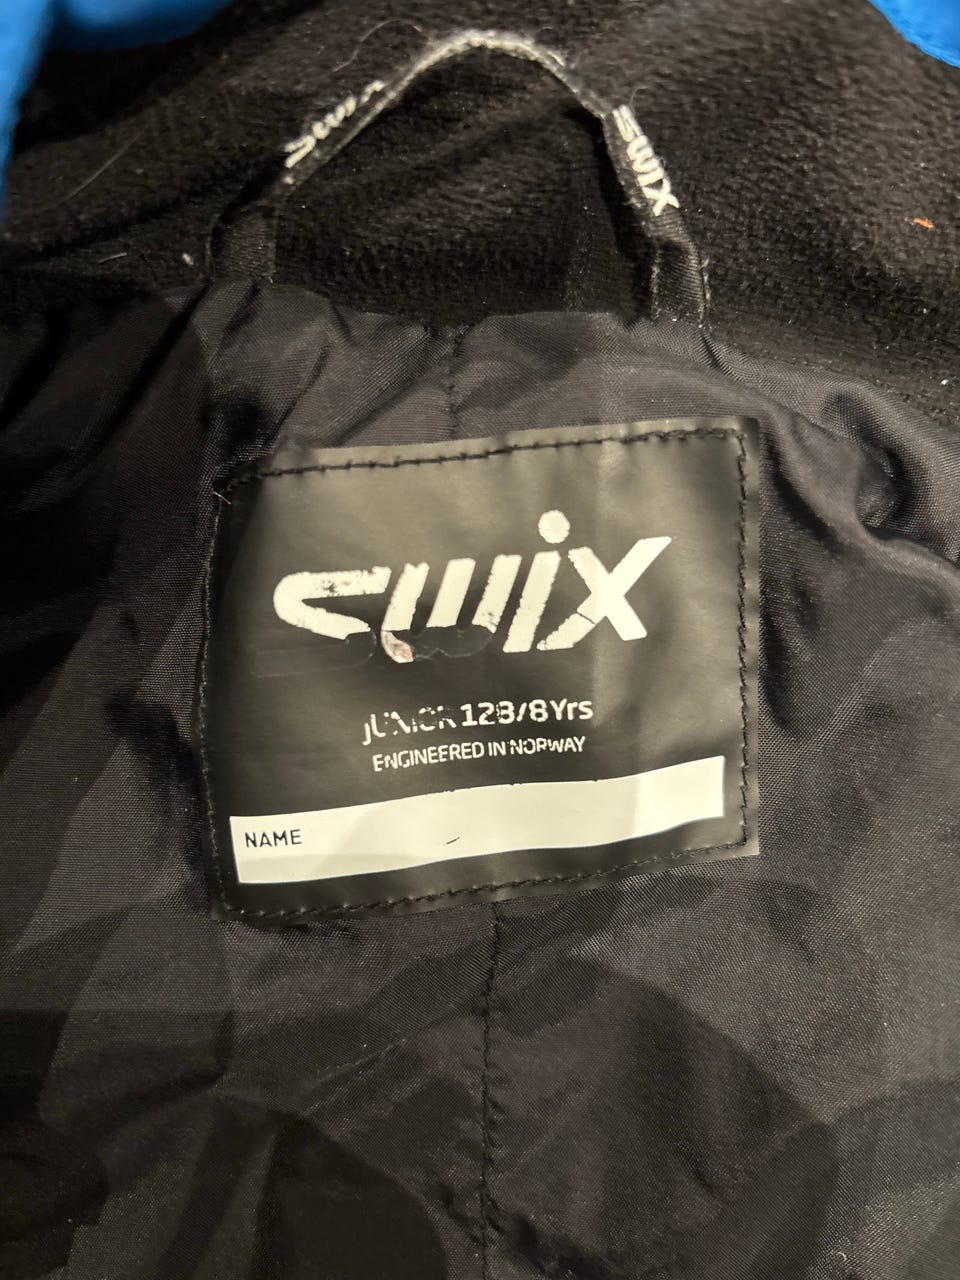 SWIX
SWIX
swix
JUNIOR 128/8Yrs
ENGINEERED IN NORWAY
NAME